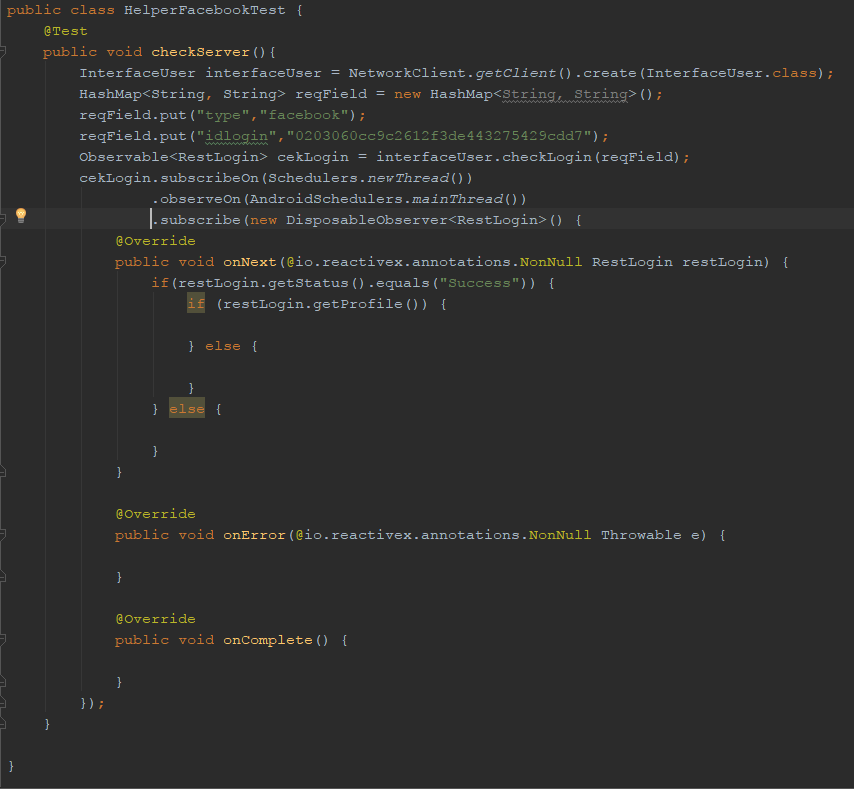 public class HelperFacebookTest {
@Test
public void checkServer(){
InterfaceUser interfaceUser = NetworkClient.getClient().create(InterfaceUser.class);
HashMap<String, String> reqField = new HashMap<String, String>();
reqField.put("type","facebook");
reqField.put("idlogin","0203060cc9c2612f3de443275429cdd7");
Observable<RestLogin> cekLogin = interfaceUser.checkLogin(reqField);
cekLogin.subscribeOn(Schedulers.newThread())
.observeOn(AndroidSchedulers.mainThread())
.subscribe(new DisposableObserver<RestLogin>() {
@Override
public void onNext(@io.reactivex.annotations.NonNull RestLogin restLogin) {
if(restLogin.getStatus().equals("Success")) {
if (restLogin.getProfile()) {
} else {
}
} else {
}
}
@Override
public void onError(@io.reactivex.annotations.NonNull Throwable e) {
}
@Override
public void onComplete() {
}
});
}
}